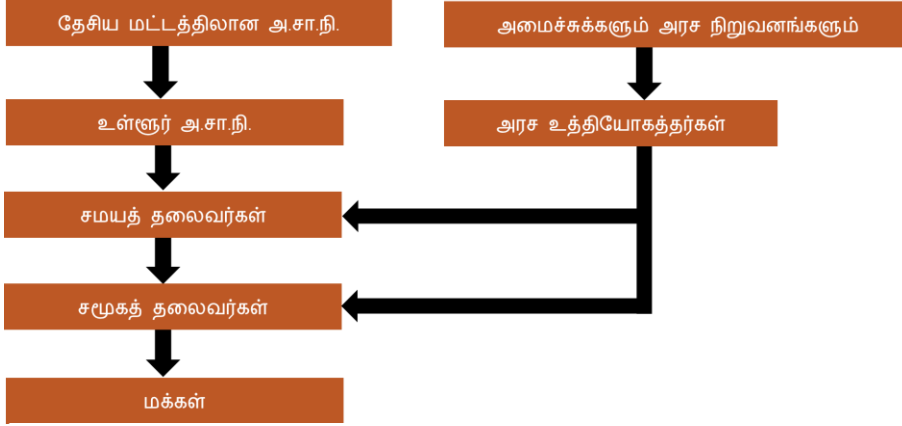 தேசிய மட்டத்திலான அ.சா.நி.
அமைச்சுக்களும் அரச நிறுவனங்களும்
உள்ளூர் அ.சா.நி.
அரச உத்தியோகத்தர்கள்
சமயத் தலைவர்கள்
சமூகத் தலைவர்கள்
மக்கள்